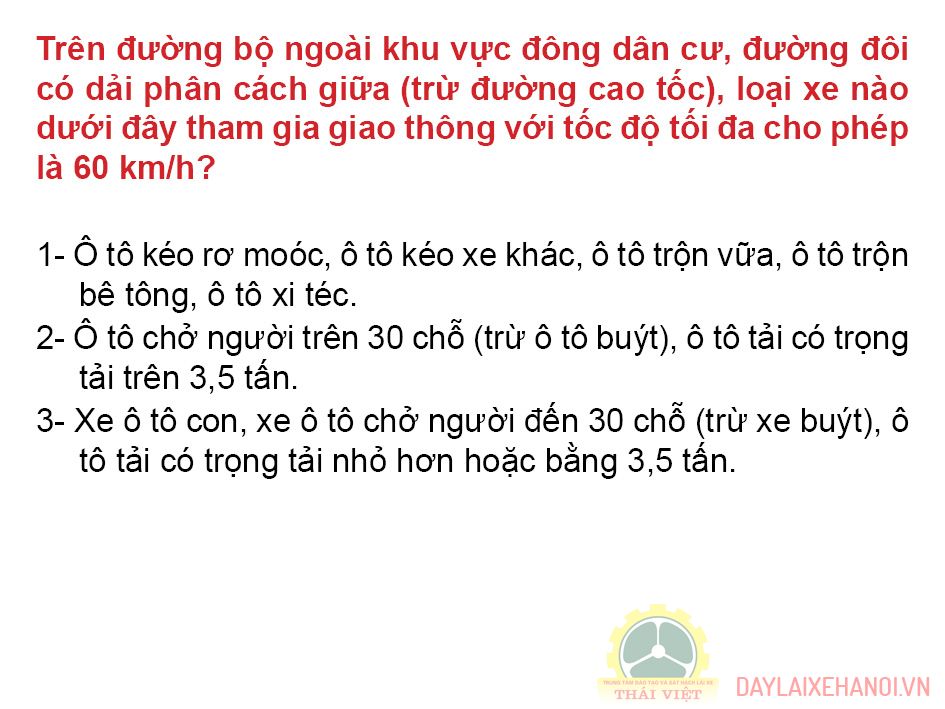 Trên đường bộ ngoài khu vực đông dân cư, đường đôi
có dải phân cách giữa (trừ đường cao tốc), loại xe nào
dưới đây tham gia giao thông với tốc độ tối đa cho phép
là 60 km/h?
1- Ô tô kéo rơ moóc, ô tô kéo xe khác, ô tô trộn vữa, ô tô trộn
bê tông, ô tô xi téc.
2- Ô tô chở người trên 30 chỗ (trừ ô tô buýt), ô tô tải có trọng
tải trên 3,5 tấn.
3- Xe ô tô con, xe ô tô chở người đến 30 chỗ (trừ xe buýt), ô
tô tải có trọng tải nhỏ hơn hoặc bằng 3,5 tấn.
TRUNG TÂM ĐÀO TẠO VÀ SÁT HẠCH LÁI XE
THÁI VIỆT
DAYLAIXEHANOI.VN